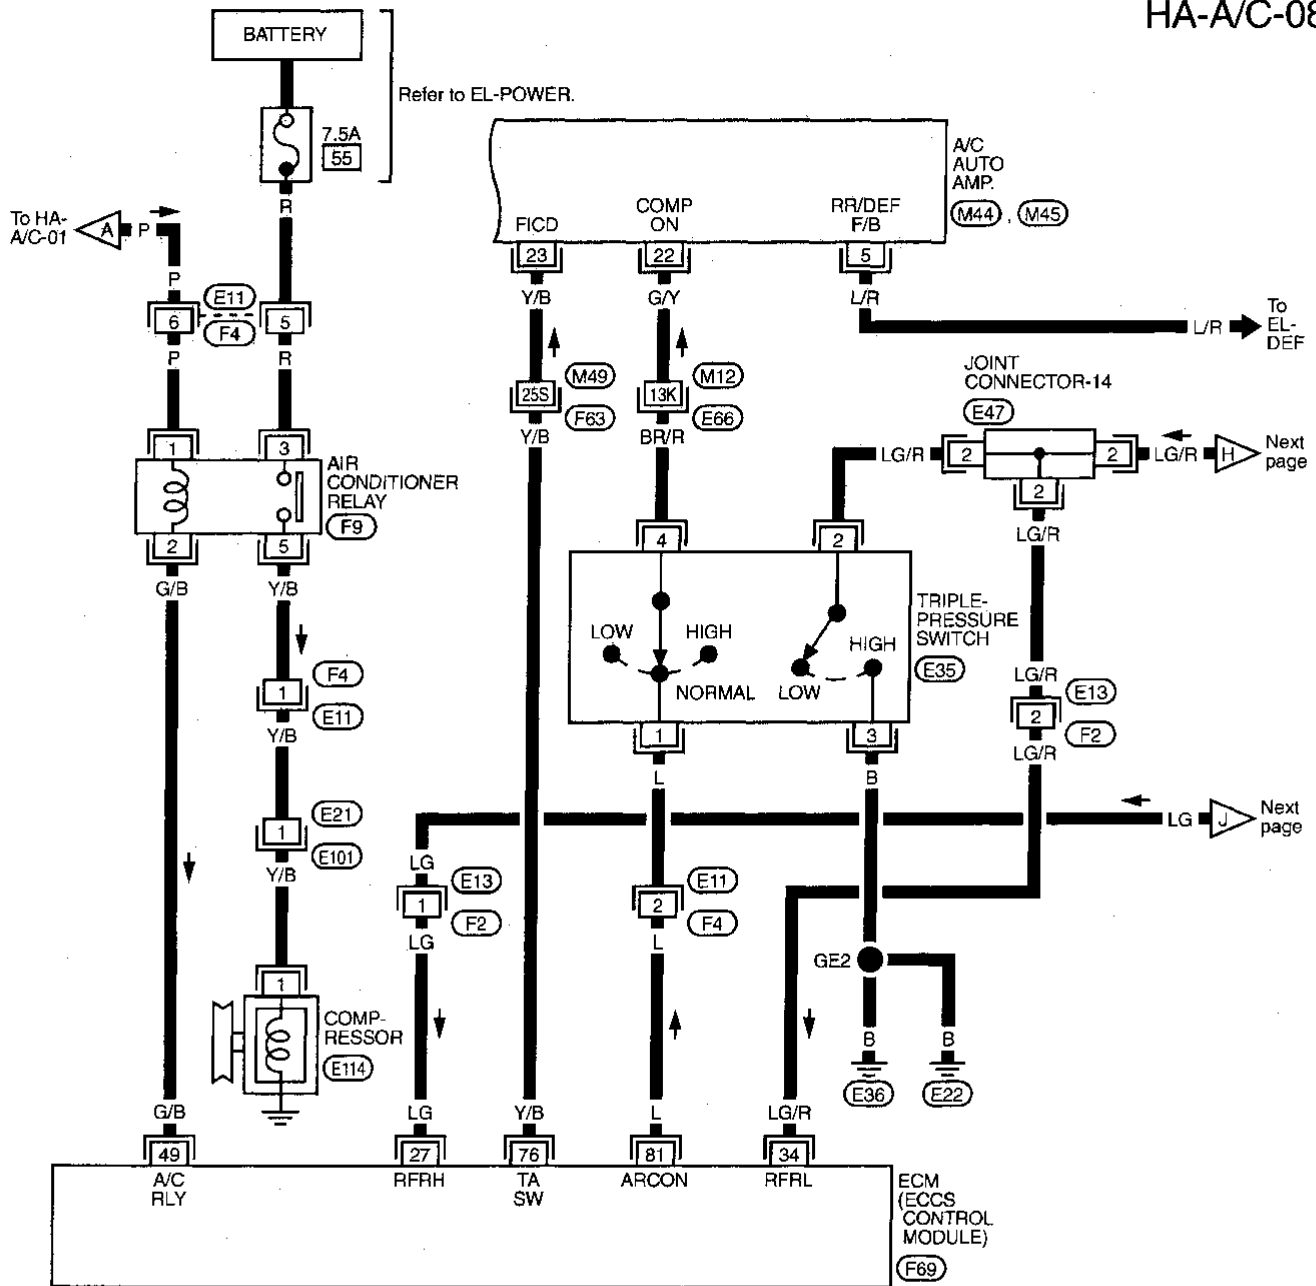 HA-A/C-08
BATTERY
Refer to EL-POWER.
7.5A
55
R
To HA-
A/C-01
A
P
P
E11
6
5
F4
P
R
A/C
AUTO
AMP.
M44 , M45
FICD
COMP
ON
RR/DEF
F/B
23
22
5
Y/B
G/Y
L/R
L/R
To
EL-
DEF
M49
M12
25S
13K
F63
E66
Y/B
BR/R
JOINT
CONNECTOR-14
E47
LG/R
2
2
LG/R
H
Next
page
2
LG/R
1
3
AIR
CONDITIONER
RELAY
F9
2
5
G/B
Y/B
4
2
LOW
HIGH
NORMAL
LOW
HIGH
TRIPLE-
PRESSURE
SWITCH
E35
1
3
L
B
LG/R
E13
2
F2
LG/R
F4
1
E11
Y/B
E21
1
E101
Y/B
LG
J
Next
page
LG
E13
1
F2
LG
E11
2
F4
L
GE2
B
B
E36
E22
1
COMP-
RESSOR
E114
G/B
LG
Y/B
L
LG/R
49
27
76
81
34
A/C
RLY
RFRH
TA
SW
ARCON
RFRL
ECM
(ECCS
CONTROL
MODULE)
F69